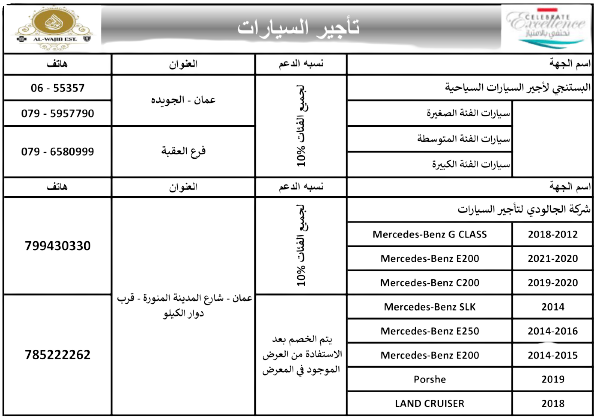 تأجير السيارات
AL-WAJIH EST.
CELEBRATE
Excellence
نحتفي بالامتياز
اسم الجهة نسبه الدعم العنوان هاتف
البستنجي لأجير السيارات السياحية
سيارات الفئة الصغيرة
سيارات الفئة المتوسطة
سيارات الفئة الكبيرة
لجميع الفئات 10%
عمان - الجويده
06 - 55357
079 - 5957790
فرع العقبة
079 - 6580999
اسم الجهة نسبه الدعم العنوان هاتف
شركة الجالودي لتأجير السيارات
Mercedes-Benz G CLASS 2018-2012
Mercedes-Benz E200 2021-2020
Mercedes-Benz C200 2019-2020
Mercedes-Benz SLK 2014
Mercedes-Benz E250 2014-2016
Mercedes-Benz E200 2014-2015
Porshe 2019
LAND CRUISER 2018
لجميع الفئات 10%
يتم الخصم بعد
الاستفادة من العرض
الموجود في المعرض
عمان - شارع المدينة المنورة - قرب
دوار الكيلو
799430330
785222262